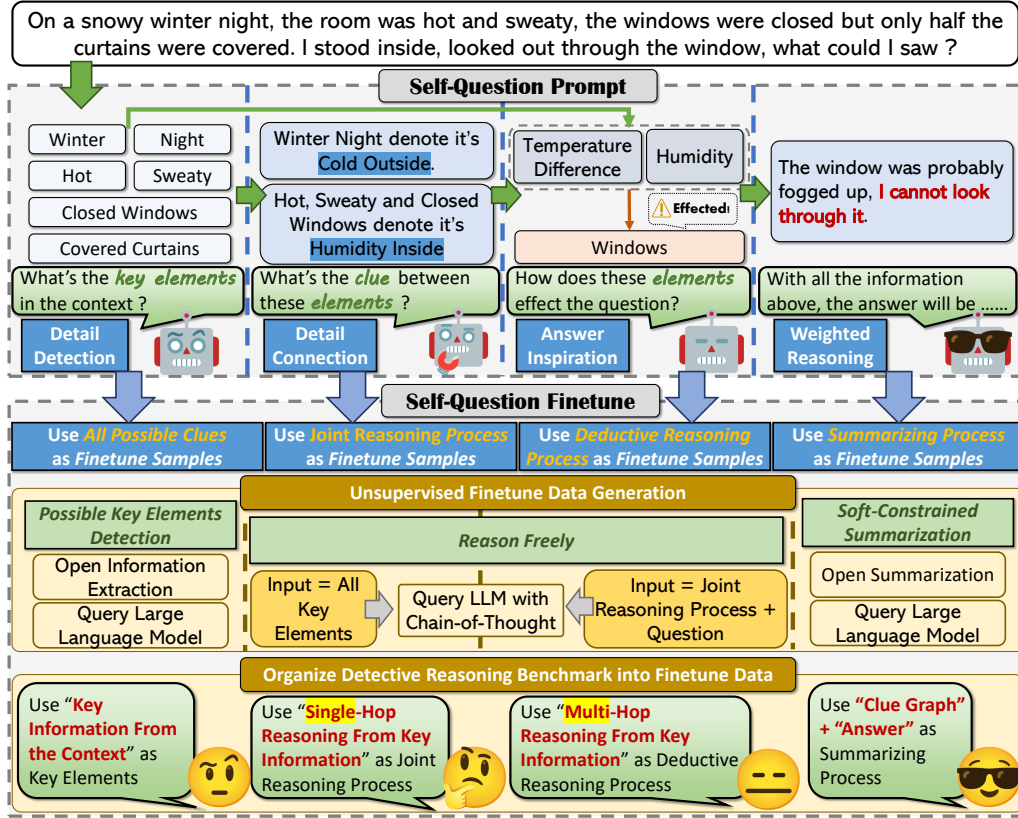 On a snowy winter night, the room was hot and sweaty, the windows were closed but only half the
curtains were covered. I stood inside, looked out through the window, what could I saw ?
Self-Question Prompt
Winter
Night
Hot
Sweaty
Closed Windows
Covered Curtains
Winter Night denote it's
Cold Outside.
Hot, Sweaty and Closed
Windows denote it's
Humidity Inside
Temperature
Difference
Humidity
Effected!
Windows
The window was probably
fogged up, I cannot look
through it.
What's the key elements
in the context ?
What's the clue between
these elements ?
How does these elements
effect the question?
With all the information
above, the answer will be ......
Detail
Detection
Detail
Connection
Answer
Inspiration
Weighted
Reasoning
Self-Question Finetune
Use All Possible Clues
as Finetune Samples
Use Joint Reasoning Process
as Finetune Samples
Use Deductive Reasoning
Process as Finetune Samples
Use Summarizing Process
as Finetune Samples
Unsupervised Finetune Data Generation
Possible Key Elements
Detection
Open Information
Extraction
Query Large
Language Model
Reason Freely
Input = All
Key
Elements
Query LLM with
Chain-of-Thought
Input = Joint
Reasoning Process +
Question
Soft-Constrained
Summarization
Open Summarization
Query Large
Language Model
Organize Detective Reasoning Benchmark into Finetune Data
Use “Key
Information From
the Context” as
Key Elements
Use “Single-Hop
Reasoning From Key
Information” as Joint
Reasoning Process
Use “Multi-Hop
Reasoning From Key
Information” as Deductive
Reasoning Process
Use “Clue Graph”
+ “Answer” as
Summarizing
Process